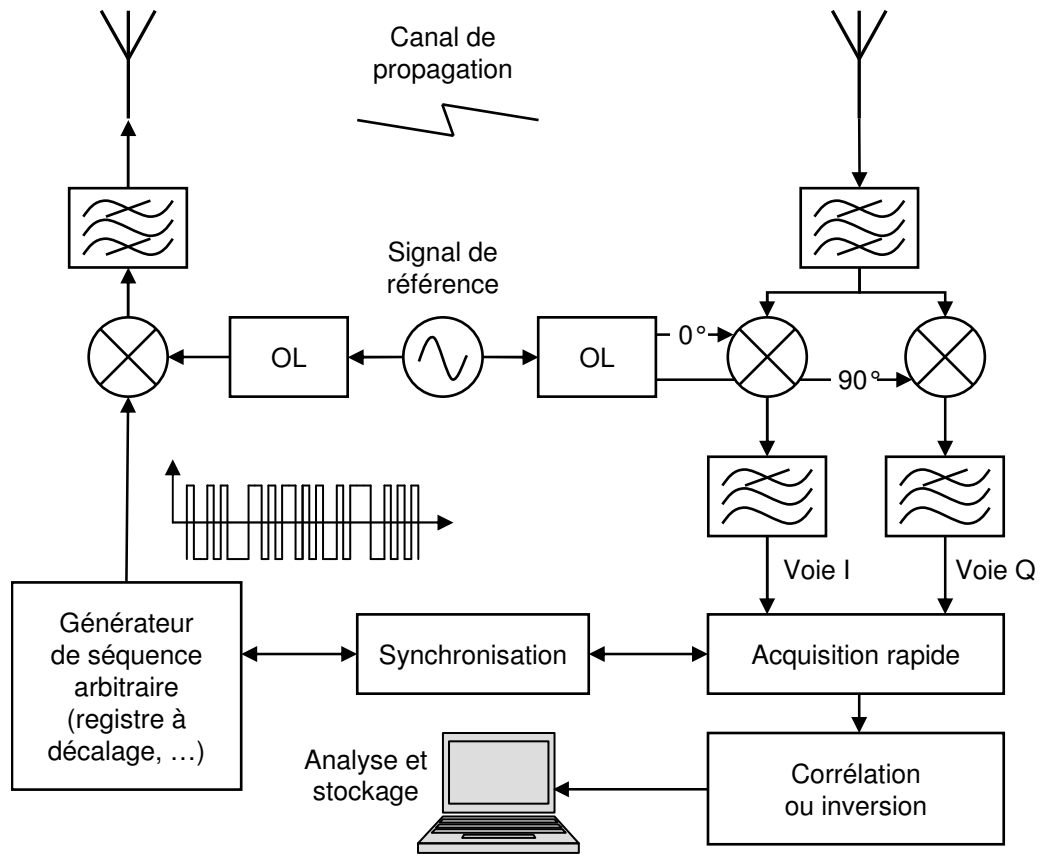 Canal de
propagation
Signal de
référence
OL
OL
0°
90°
Voie I
Voie Q
Générateur
de séquence
arbitraire
(registre à
décalage, …)
Synchronisation
Acquisition rapide
Analyse et
stockage
Corrélation
ou inversion